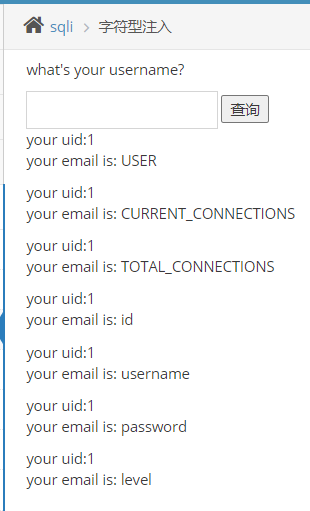 sqli > 字符型注入
what's your username?
查询
your uid:1
your email is: USER
your uid:1
your email is: CURRENT_CONNECTIONS
your uid:1
your email is: TOTAL_CONNECTIONS
your uid:1
your email is: id
your uid:1
your email is: username
your uid:1
your email is: password
your uid:1
your email is: level